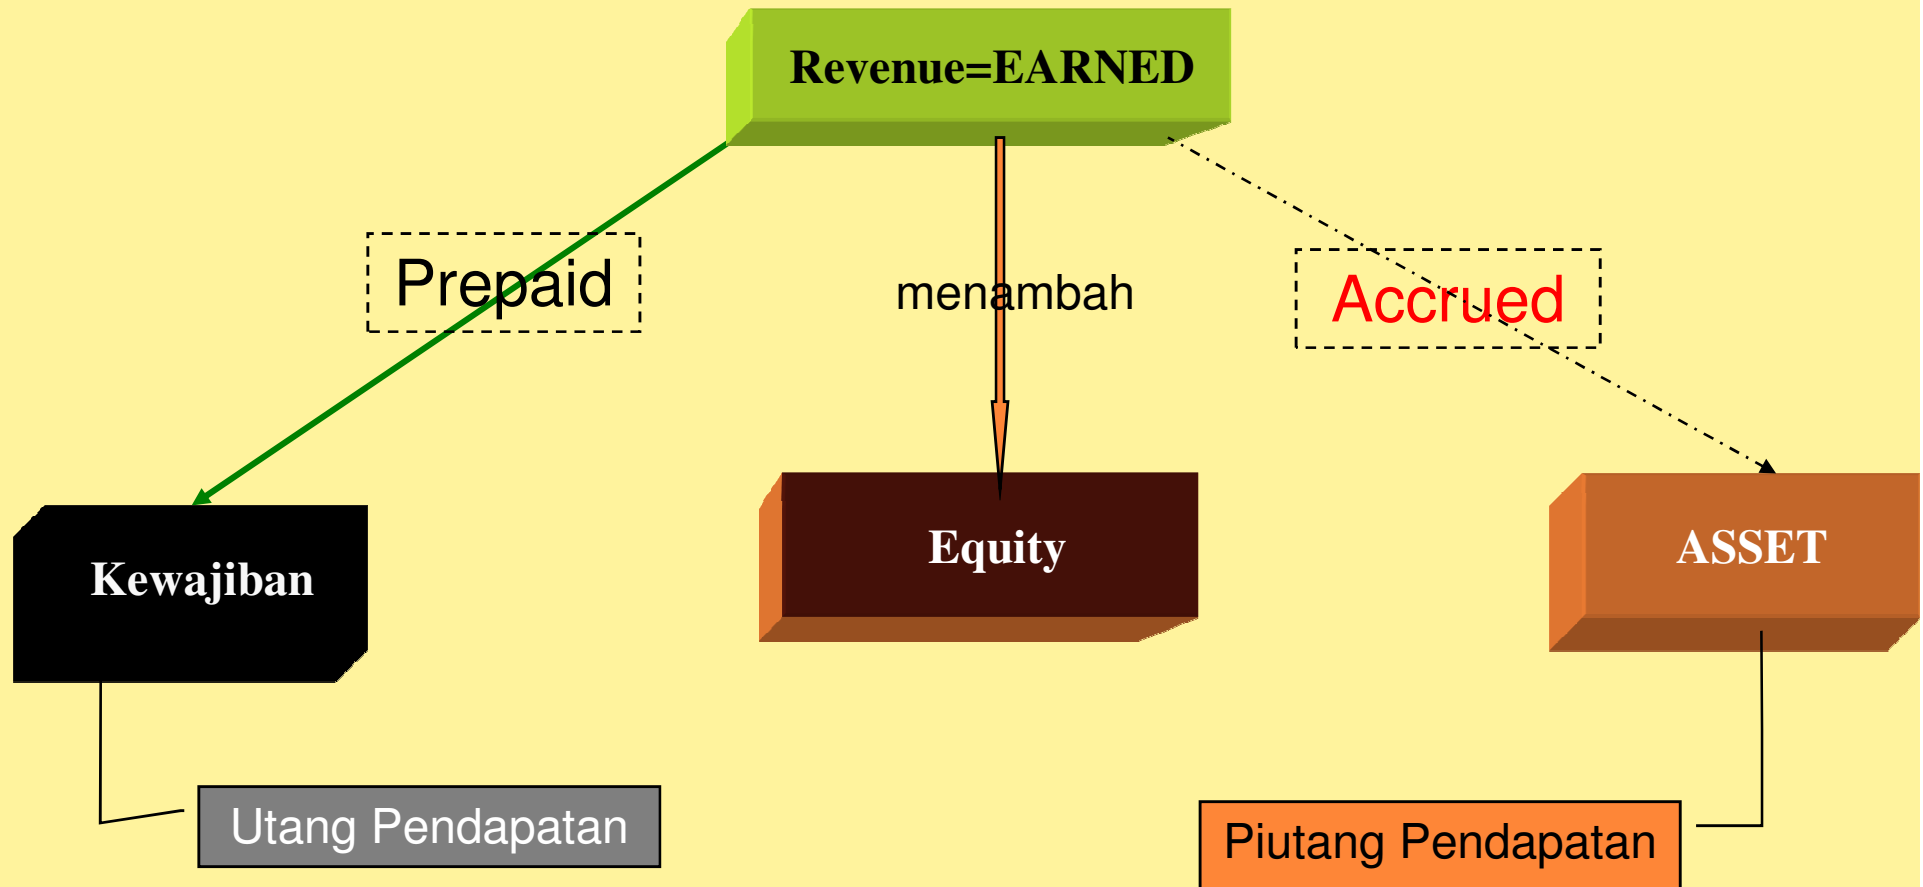 Revenue=EARNED
Prepaid
menambah
Accrued
Kewajiban
Equity
ASSET
Utang Pendapatan
Piutang Pendapatan